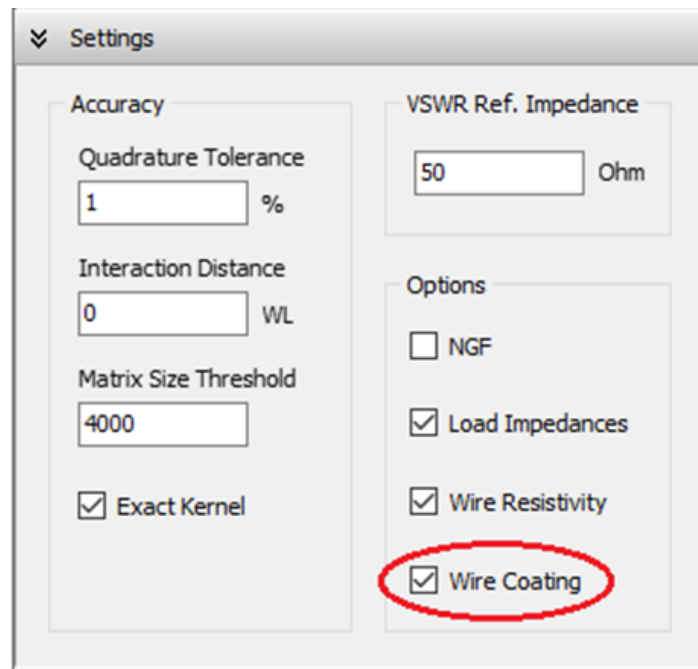 Settings
Accuracy
Quadrature Tolerance
1 %
Interaction Distance
0 WL
Matrix Size Threshold
4000
Exact Kernel
VSWR Ref. Impedance
50 Ohm
Options
NGF
Load Impedances
Wire Resistivity
Wire Coating